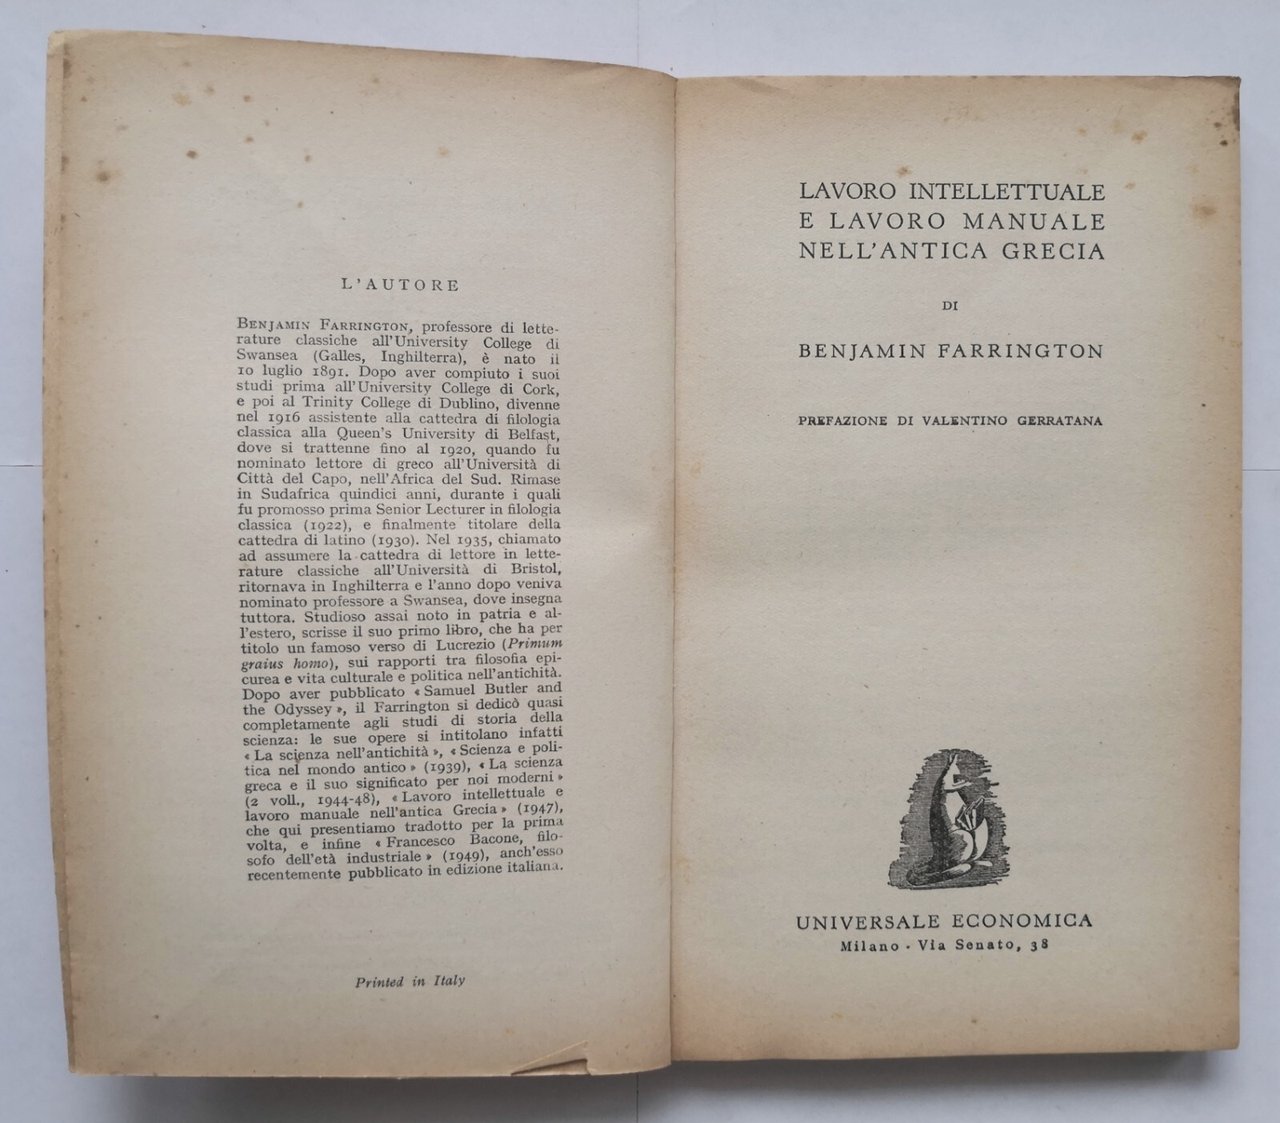 L'AUTORE
BENJAMIN FARRINGTON, professore di lette-
rature classiche all'University College di
Swansea (Galles, Inghilterra), è nato il
10 luglio 1891. Dopo aver compiuto i suoi
studi prima all'University College di Cork,
e poi al Trinity College di Dublino, divenne
nel 1916 assistente alla cattedra di filologia
classica alla Queen's University di Belfast,
dove si trattenne fino al 1920, quando fu
nominato lettore di greco all'Università di
Città del Capo, nell'Africa del Sud. Rimase
in Sudafrica quindici anni, durante i quali
fu promosso prima Senior Lecturer in filologia
classica (1922), e finalmente titolare della
cattedra di latino (1930). Nel 1935, chiamato
ad assumere la cattedra di lettore in lette-
rature classiche all'Università di Bristol,
ritornava in Inghilterra e l'anno dopo veniva
nominato professore a Swansea, dove insegna
tuttora. Studioso assai noto in patria e al-
l'estero, scrisse il suo primo libro, che ha per
titolo un famoso verso di Lucrezio (Primum
graius homo), sui rapporti tra filosofia epi-
curea e vita culturale e politica nell'antichità.
Dopo aver pubblicato « Samuel Butler and
the Odyssey », il Farrington si dedicò quasi
completamente agli studi di storia della
scienza: le sue opere si intitolano infatti
« La scienza nell'antichità », « Scienza e poli-
tica nel mondo antico » (1939), « La scienza
greca e il suo significato per noi moderni »
(2 voll., 1944-48), « Lavoro intellettuale e
lavoro manuale nell'antica Grecia » (1947),
che qui presentiamo tradotto per la prima
volta, e infine « Francesco Bacone, filo-
sofo dell'età industriale » (1949), anch'esso
recentemente pubblicato in edizione italiana.
Printed in Italy
LAVORO INTELLETTUALE
E LAVORO MANUALE
NELL'ANTICA GRECIA
DI
BENJAMIN FARRINGTON
PREFAZIONE DI VALENTINO GERRATANA
UNIVERSALE ECONOMICA
Milano · Via Senato, 38